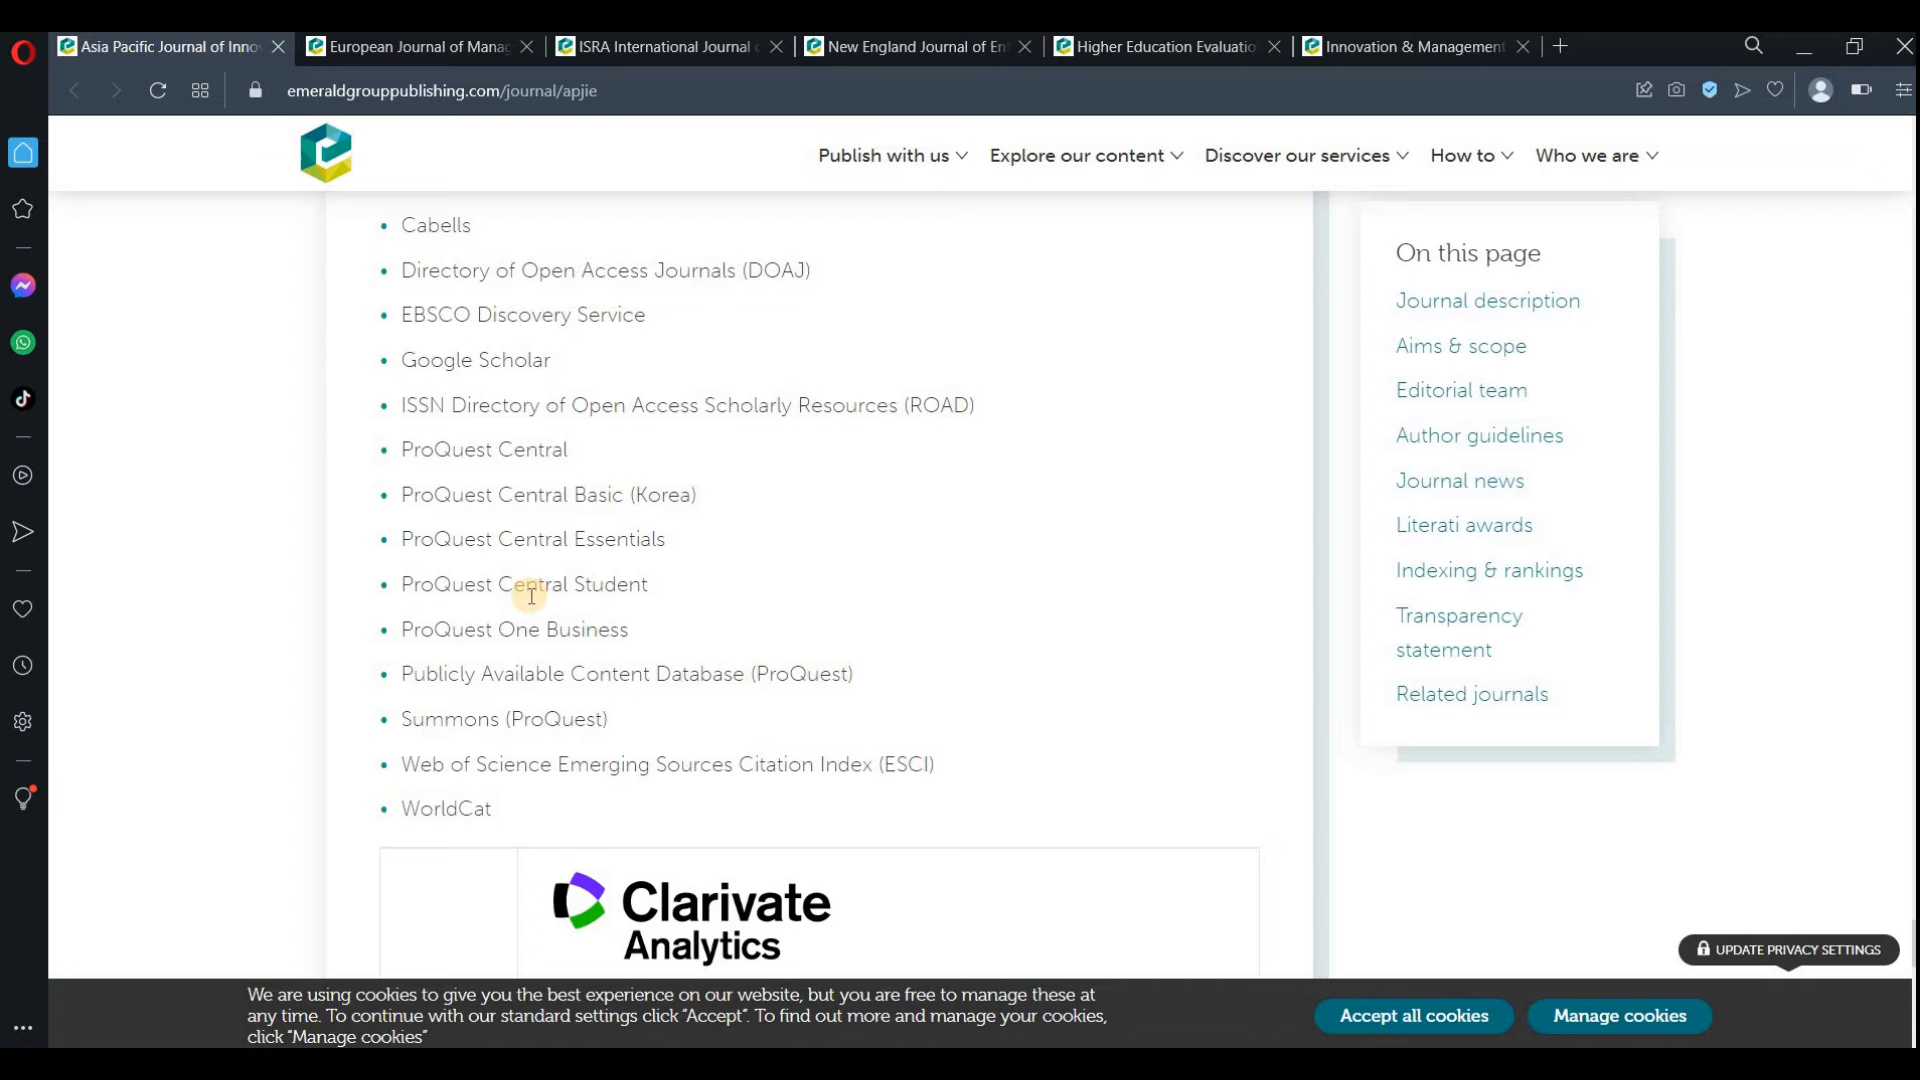 Asia Pacific Journal of Inno
European Journal of Manag
ISRA International Journal
New England Journal of En
Higher Education Evaluatio
Innovation & Management
emeraldgrouppublishing.com/journal/apjie
Publish with us
Explore our content
Discover our services
How to
Who we are
• Cabells
• Directory of Open Access Journals (DOAJ)
• EBSCO Discovery Service
• Google Scholar
• ISSN Directory of Open Access Scholarly Resources (ROAD)
• ProQuest Central
• ProQuest Central Basic (Korea)
• ProQuest Central Essentials
• ProQuest Central Student
• ProQuest One Business
• Publicly Available Content Database (ProQuest)
• Summons (ProQuest)
• Web of Science Emerging Sources Citation Index (ESCI)
• WorldCat
Clarivate
Analytics
On this page
Journal description
Aims & scope
Editorial team
Author guidelines
Journal news
Literati awards
Indexing & rankings
Transparency
statement
Related journals
UPDATE PRIVACY SETTINGS
We are using cookies to give you the best experience on our website, but you are free to manage these at
any time. To continue with our standard settings click "Accept". To find out more and manage your cookies,
click "Manage cookies"
Accept all cookies
Manage cookies